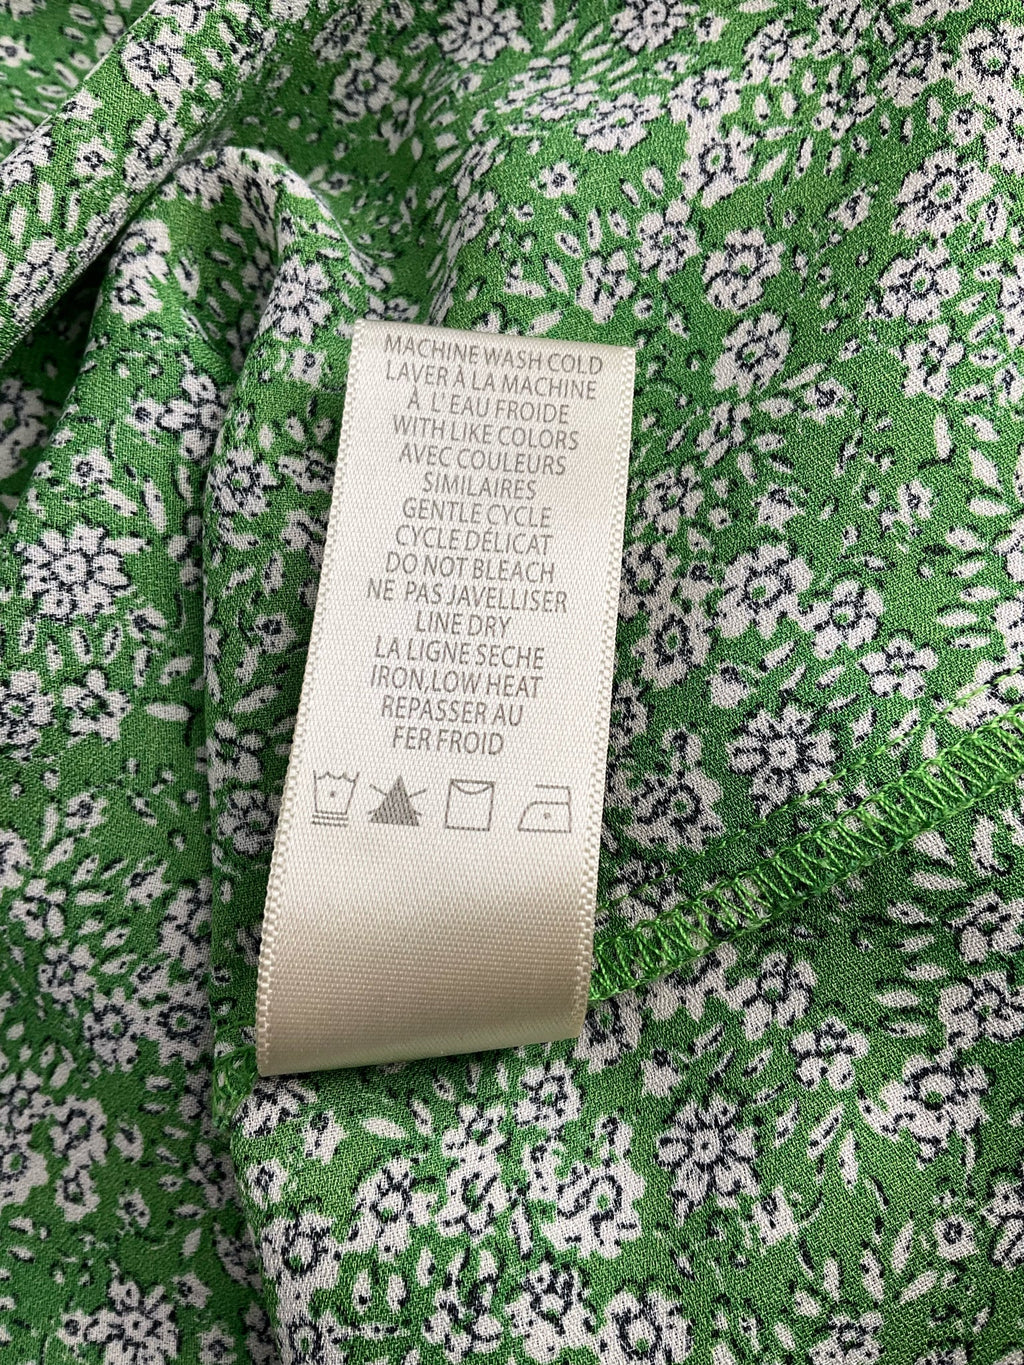 MACHINE WASH COLD
LAVER À LA MACHINE
À L'EAU FROIDE
WITH LIKE COLORS
AVEC COULEURS
SIMILAIRES
GENTLE CYCLE
CYCLE DÉLICAT
DO NOT BLEACH
NE PAS JAVELLISER
LINE DRY
LA LIGNE SECHE
IRON,LOW HEAT
REPASSER AU
FER FROID